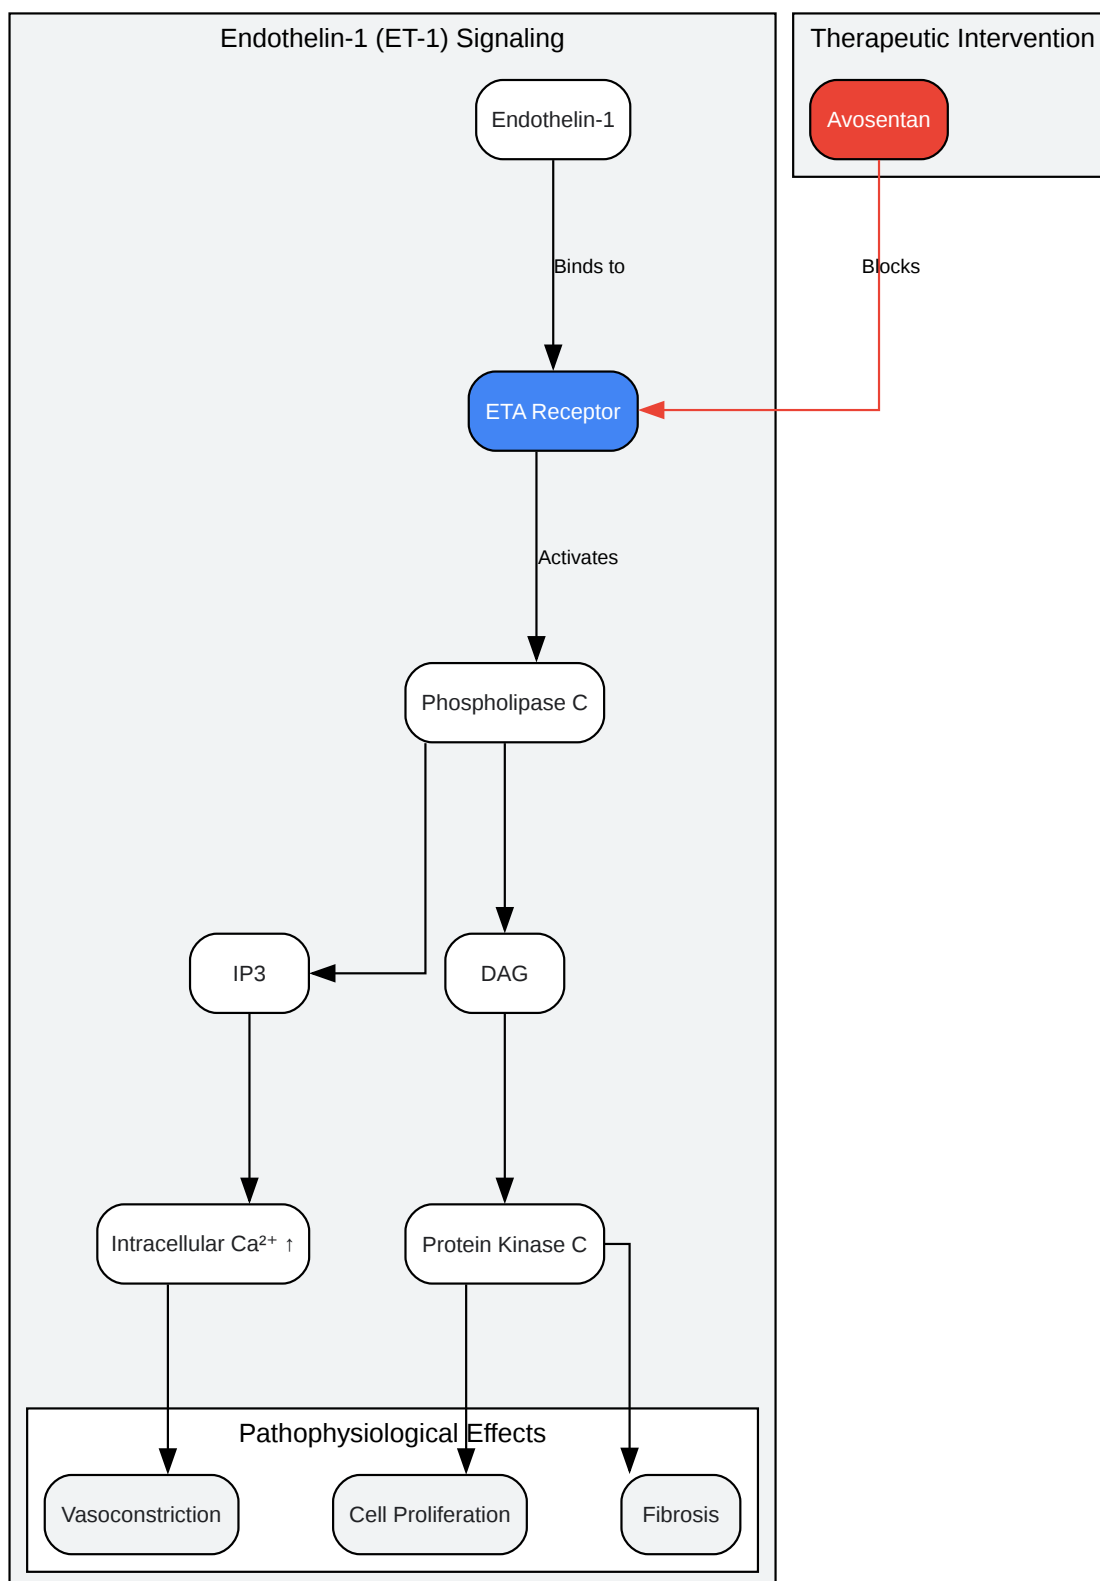 Endothelin-1 (ET-1) Signaling
Therapeutic Intervention
Endothelin-1
Avosentan
Binds to
Blocks
ETA Receptor
Activates
Phospholipase C
IP3
DAG
Intracellular Ca²⁺ ↑
Protein Kinase C
Pathophysiological Effects
Vasoconstriction
Cell Proliferation
Fibrosis